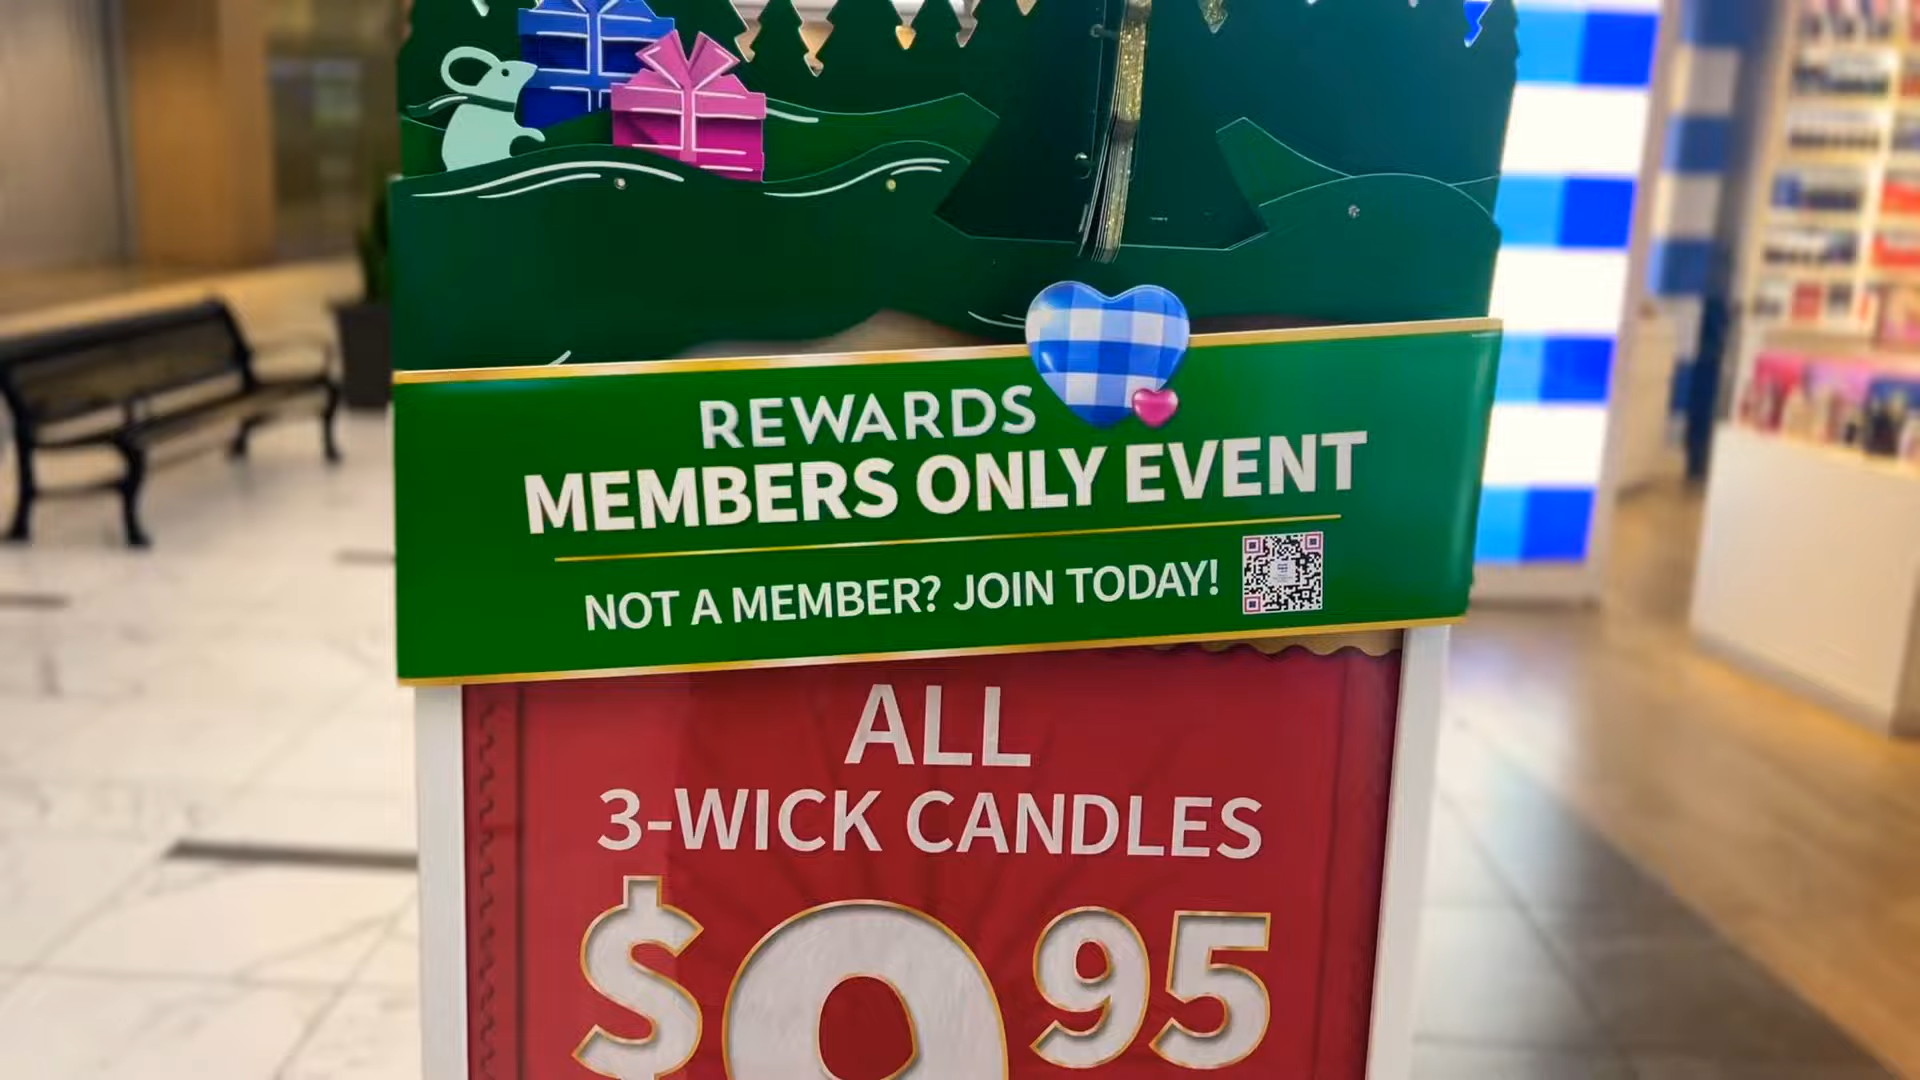 REWARDS
MEMBERS ONLY EVENT
NOT A MEMBER? JOIN TODAY!
ALL
3-WICK CANDLES
$9.95